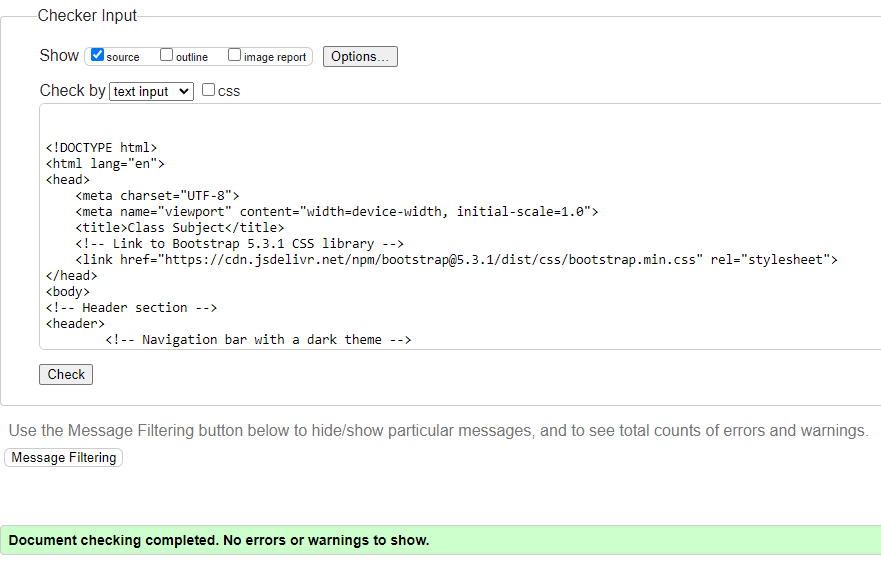 Checker Input
Show source outline image report Options...
Check by text input css
<!DOCTYPE html>
<html lang="en">
<head>
    <meta charset="UTF-8">
    <meta name="viewport" content="width=device-width, initial-scale=1.0">
    <title>Class Subject</title>
    <!-- Link to Bootstrap 5.3.1 CSS library -->
    <link href="https://cdn.jsdelivr.net/npm/bootstrap@5.3.1/dist/css/bootstrap.min.css" rel="stylesheet">
</head>
<body>
<!-- Header section -->
<header>
        <!-- Navigation bar with a dark theme -->
Check
Use the Message Filtering button below to hide/show particular messages, and to see total counts of errors and warnings.
Message Filtering
Document checking completed. No errors or warnings to show.